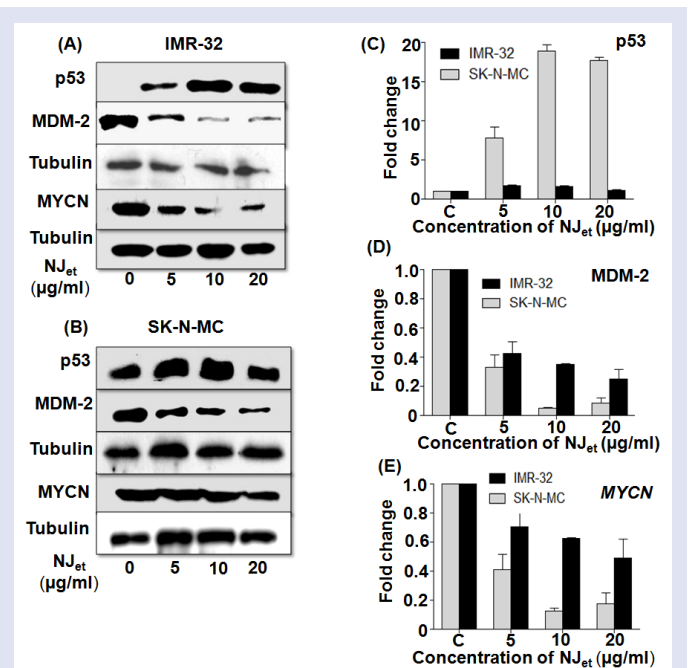 (A) IMR-32
p53
MDM-2
Tubulin
MYCN
Tubulin
NJet
(µg/ml)
0 5 10 20
(B) SK-N-MC
p53
MDM-2
Tubulin
MYCN
Tubulin
NJet
(µg/ml)
0 5 10 20
(C) p53
IMR-32
SK-N-MC
Fold change
20
15
10
5
0
C 5 10 20
Concentration of NJet (µg/ml)
(D) MDM-2
IMR-32
SK-N-MC
Fold change
1.0
0.8
0.6
0.4
0.2
0
C 5 10 20
Concentration of NJet (µg/ml)
(E) MYCN
IMR-32
SK-N-MC
Fold change
1.0
0.8
0.6
0.4
0.2
0
C 5 10 20
Concentration of NJet (µg/ml)